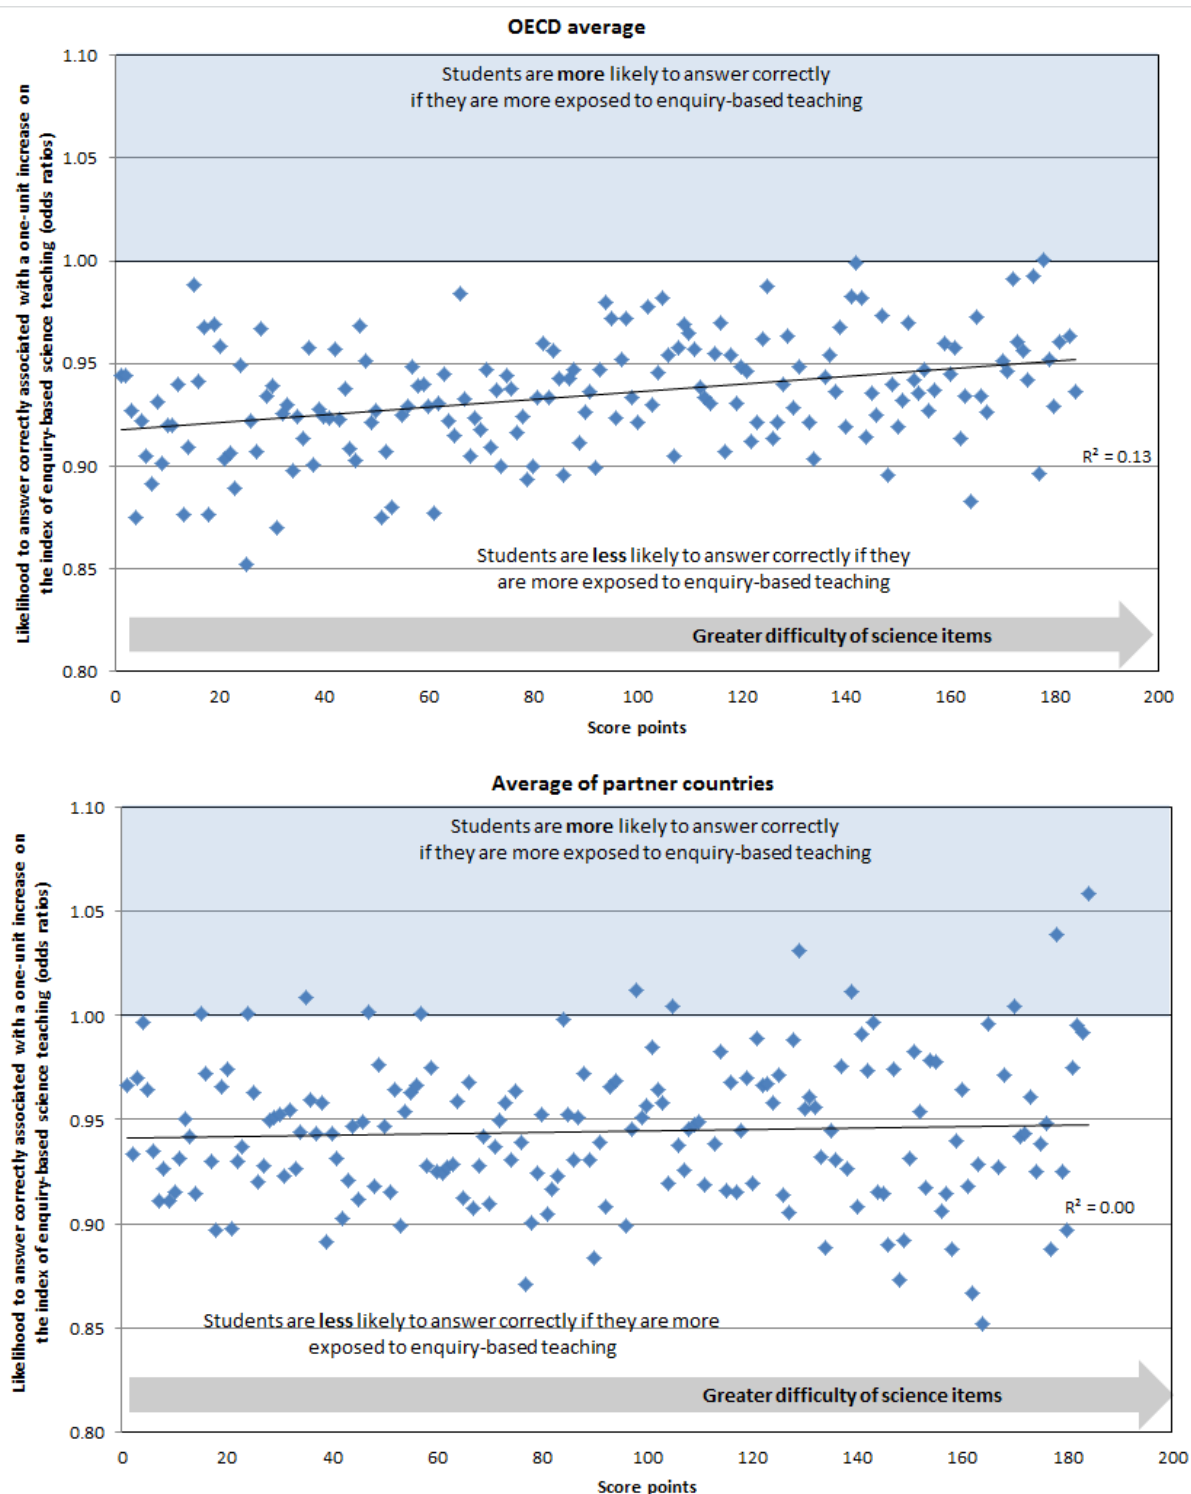 OECD average
Likelihood to answer correctly associated with a one-unit increase on
the index of enquiry-based science teaching (odds ratios)
1.10
1.05
1.00
0.95
0.90
0.85
0.80
Students are more likely to answer correctly
if they are more exposed to enquiry-based teaching
R² = 0.13
Students are less likely to answer correctly if they
are more exposed to enquiry-based teaching
Greater difficulty of science items
0 20 40 60 80 100 120 140 160 180 200
Score points
Average of partner countries
Likelihood to answer correctly associated with a one-unit increase on
the index of enquiry-based science teaching (odds ratios)
1.10
1.05
1.00
0.95
0.90
0.85
0.80
Students are more likely to answer correctly
if they are more exposed to enquiry-based teaching
R² = 0.00
Students are less likely to answer correctly if they are more
exposed to enquiry-based teaching
Greater difficulty of science items
0 20 40 60 80 100 120 140 160 180 200
Score points